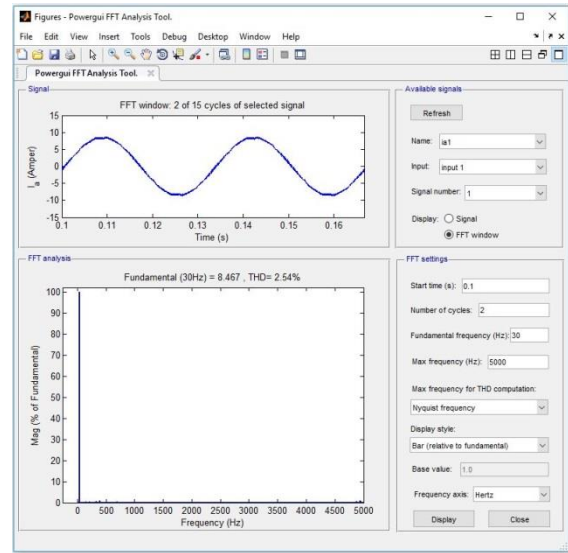 Figures - Powergui FFT Analysis Tool.
File Edit View Insert Tools Debug Desktop Window Help
Powergui FFT Analysis Tool.
Signal
FFT window: 2 of 15 cycles of selected signal
15
10
5
0
-5
-10
-15
I_a (Amper)
0.1 0.11 0.12 0.13 0.14 0.15 0.16
Time (s)
Available signals
Refresh
Name: ia1
Input: input 1
Signal number: 1
Display: Signal
FFT window
FFT analysis
Fundamental (30Hz) = 8.467 , THD= 2.54%
100
90
80
70
60
50
40
30
20
10
0
Mag (% of Fundamental)
0 500 1000 1500 2000 2500 3000 3500 4000 4500 5000
Frequency (Hz)
FFT settings
Start time (s): 0.1
Number of cycles: 2
Fundamental frequency (Hz): 30
Max frequency (Hz): 5000
Max frequency for THD computation:
Nyquist frequency
Display style:
Bar (relative to fundamental)
Base value: 1.0
Frequency axis: Hertz
Display Close